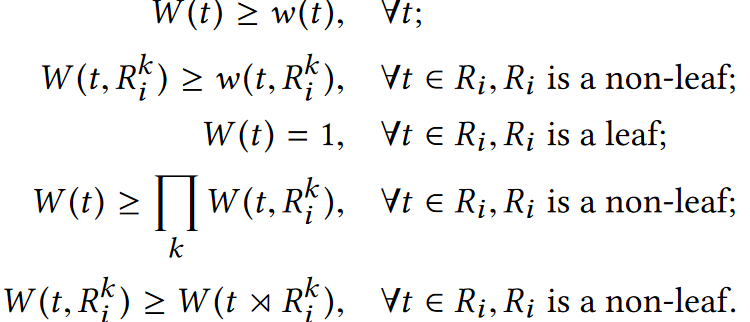 W(t) ≥ w(t), ∀t;
W(t, R_i^k) ≥ w(t, R_i^k), ∀t ∈ R_i, R_i is a non-leaf;
W(t) = 1, ∀t ∈ R_i, R_i is a leaf;
W(t) ≥ ∏_k W(t, R_i^k), ∀t ∈ R_i, R_i is a non-leaf;
W(t, R_i^k) ≥ W(t ⋊ R_i^k), ∀t ∈ R_i, R_i is a non-leaf.